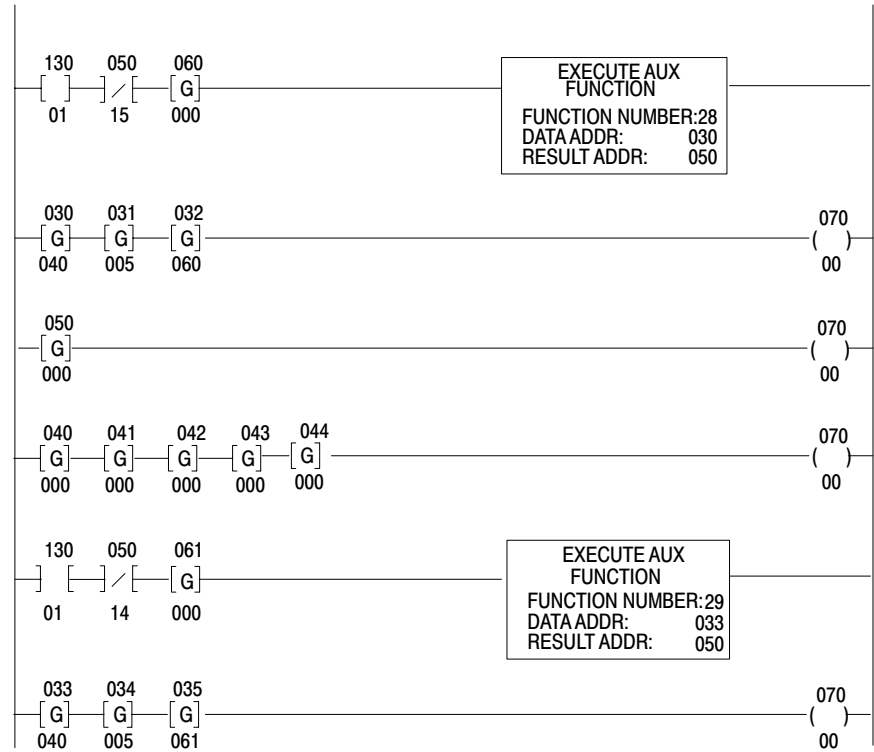 130 050 060
[ ] ]/[ [G]
01 15 000
EXECUTE AUX
FUNCTION
FUNCTION NUMBER:28
DATA ADDR: 030
RESULT ADDR: 050
030 031 032 070
[G] [G] [G] ( )
040 005 060 00
050 070
[G] ( )
000 00
040 041 042 043 044 070
[G] [G] [G] [G] [G] ( )
000 000 000 000 000 00
130 050 061
] [ ]/[ [G]
01 14 000
EXECUTE AUX
FUNCTION
FUNCTION NUMBER:29
DATA ADDR: 033
RESULT ADDR: 050
033 034 035 070
[G] [G] [G] ( )
040 005 061 00